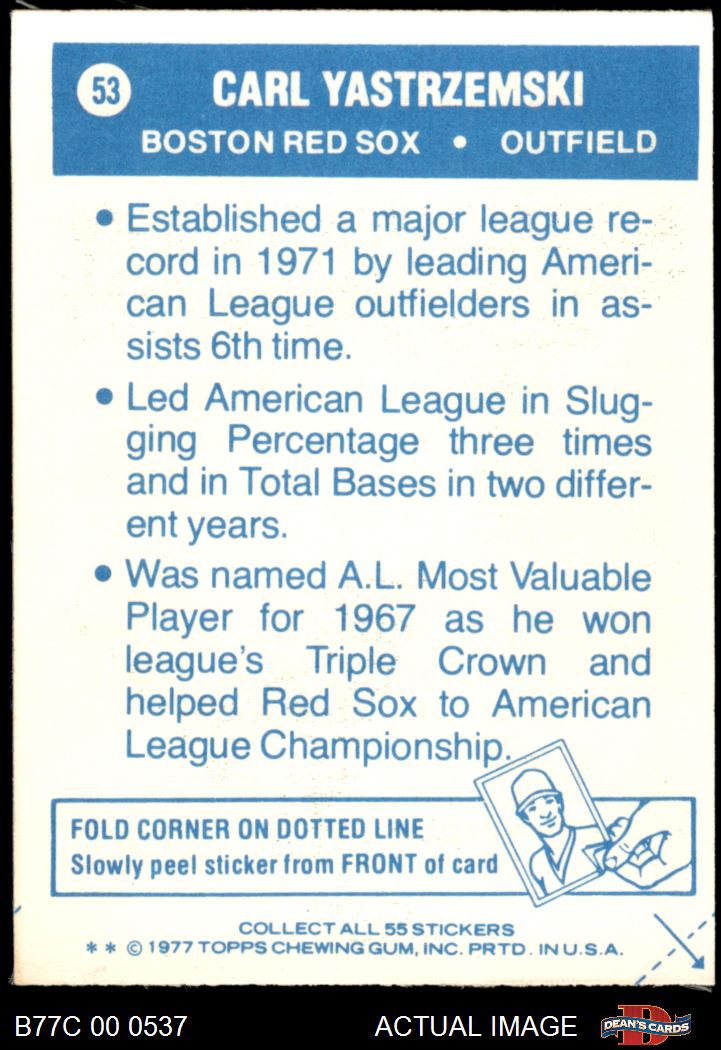 53
CARL YASTRZEMSKI
BOSTON RED SOX • OUTFIELD
• Established a major league re-
cord in 1971 by leading Ameri-
can League outfielders in as-
sists 6th time.
• Led American League in Slug-
ging Percentage three times
and in Total Bases in two differ-
ent years.
• Was named A.L. Most Valuable
Player for 1967 as he won
league's Triple Crown and
helped Red Sox to American
League Championship.
FOLD CORNER ON DOTTED LINE
Slowly peel sticker from FRONT of card
COLLECT ALL 55 STICKERS
* * © 1977 TOPPS CHEWING GUM, INC. PRTD. IN U.S.A.
B77C 00 0537
ACTUAL IMAGE
D
DEAN'S CARDS